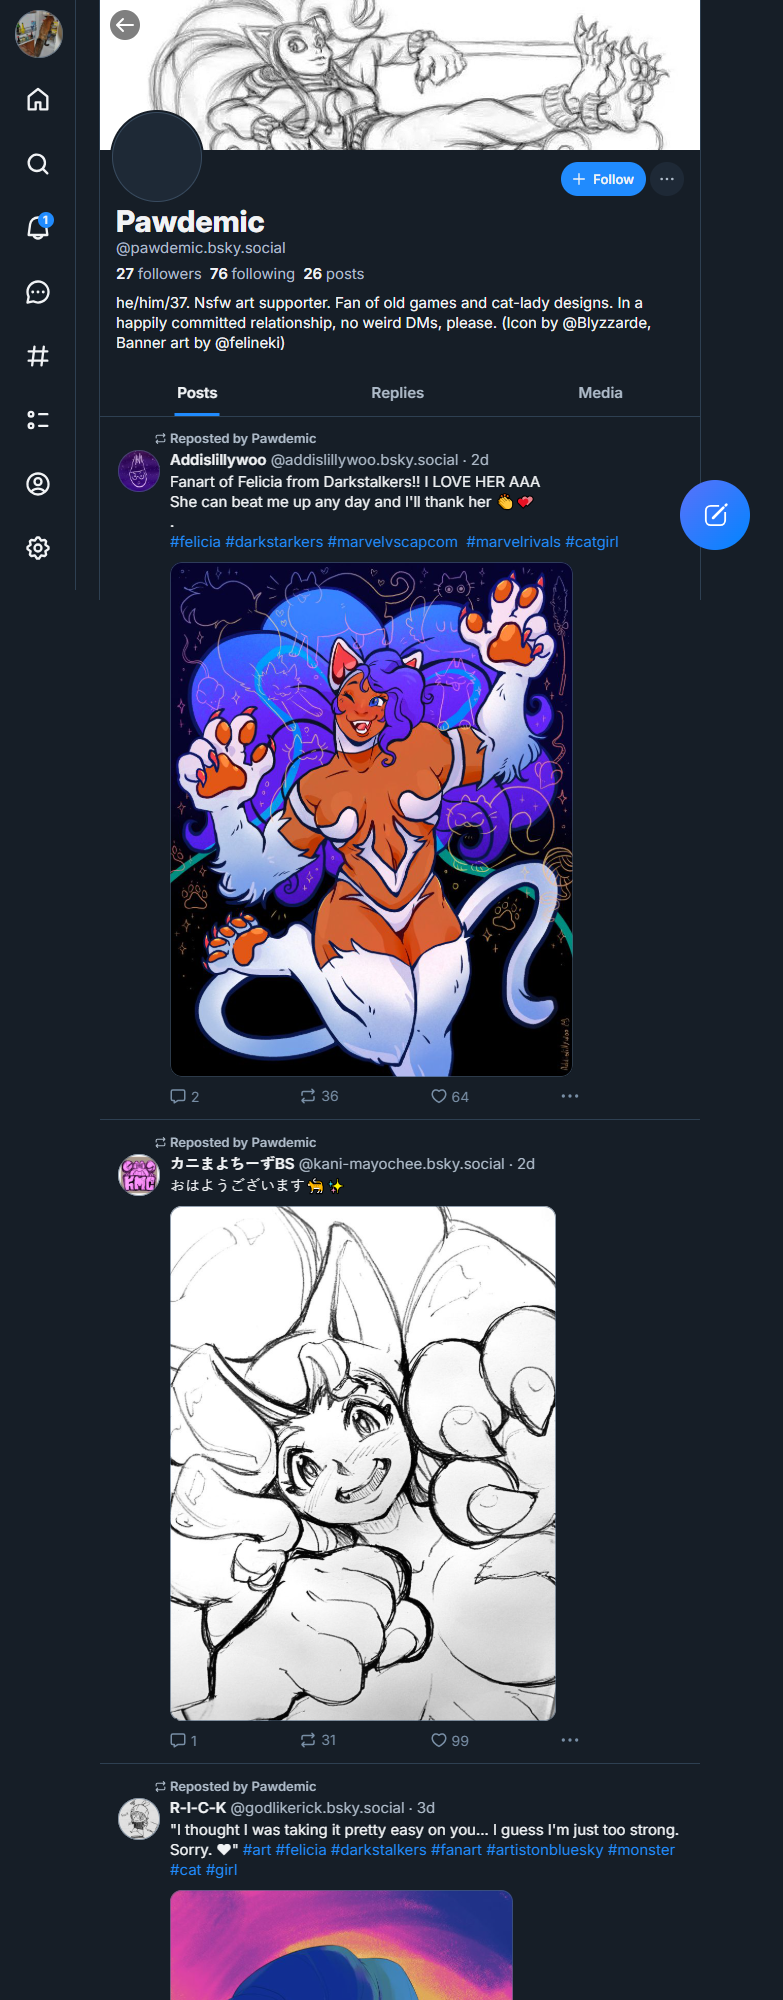 1
+ Follow
Pawdemic
@pawdemic.bsky.social
27 followers 76 following 26 posts
he/him/37. Nsfw art supporter. Fan of old games and cat-lady designs. In a
happily committed relationship, no weird DMs, please. (Icon by @Blyzzarde,
Banner art by @felineki)
Posts Replies Media
Reposted by Pawdemic
Addislillywoo @addislillywoo.bsky.social · 2d
Fanart of Felicia from Darkstalkers!! I LOVE HER AAA
She can beat me up any day and I'll thank her 👏 💝
.
#felicia #darkstarkers #marvelvscapcom #marvelrivals #catgirl
2 36 64
Reposted by Pawdemic
カニまよちーずBS @kani-mayochee.bsky.social · 2d
KMC
おはようございます🐈✨
1 31 99
Reposted by Pawdemic
R-I-C-K @godlikerick.bsky.social · 3d
"I thought I was taking it pretty easy on you... I guess I'm just too strong.
Sorry. ♥" #art #felicia #darkstalkers #fanart #artistonbluesky #monster
#cat #girl